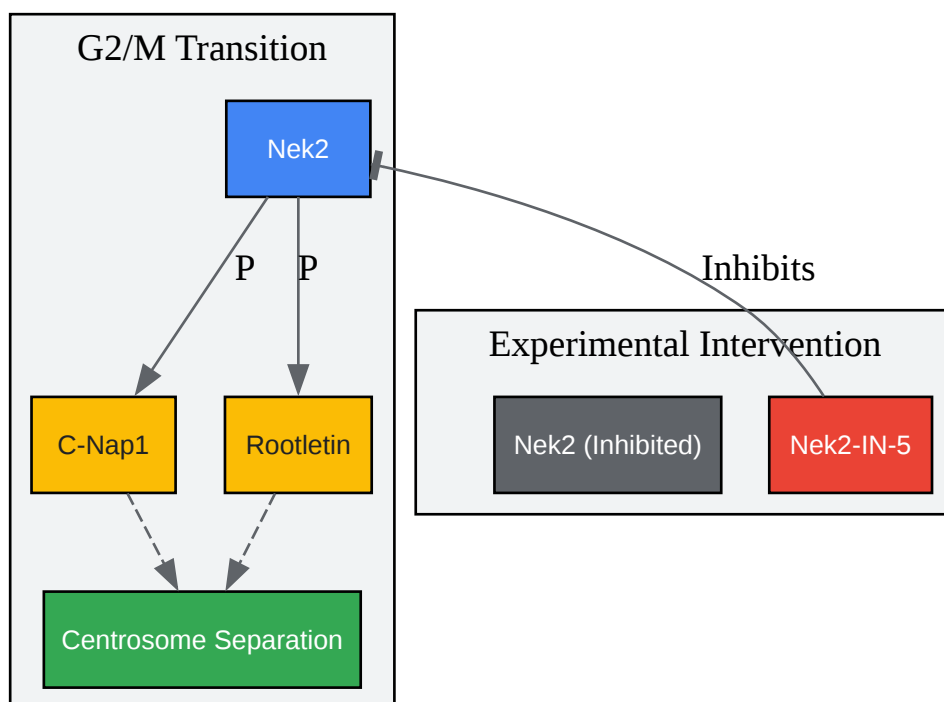 G2/M Transition
Nek2
P
P
Inhibits
Experimental Intervention
C-Nap1
Rootletin
Nek2 (Inhibited)
Nek2-IN-5
Centrosome Separation